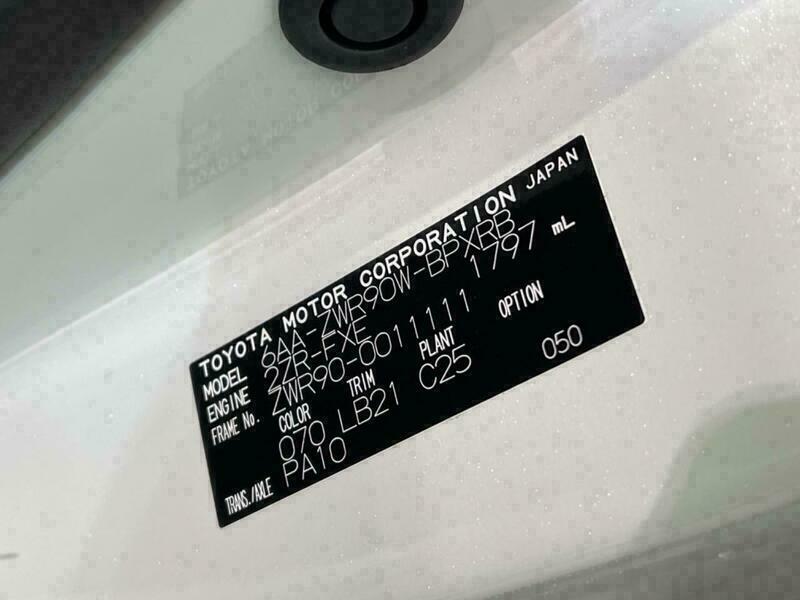 TOYOTA MOTOR CORPORATION JAPAN
MODEL 6AA-ZWR90W-BPXRB
ENGINE 2ZR-FXE 1797 mL
FRAME No. ZWR90-0011111
COLOR TRIM PLANT OPTION
070 LB21 C25 050
TRANS./AXLE PA10